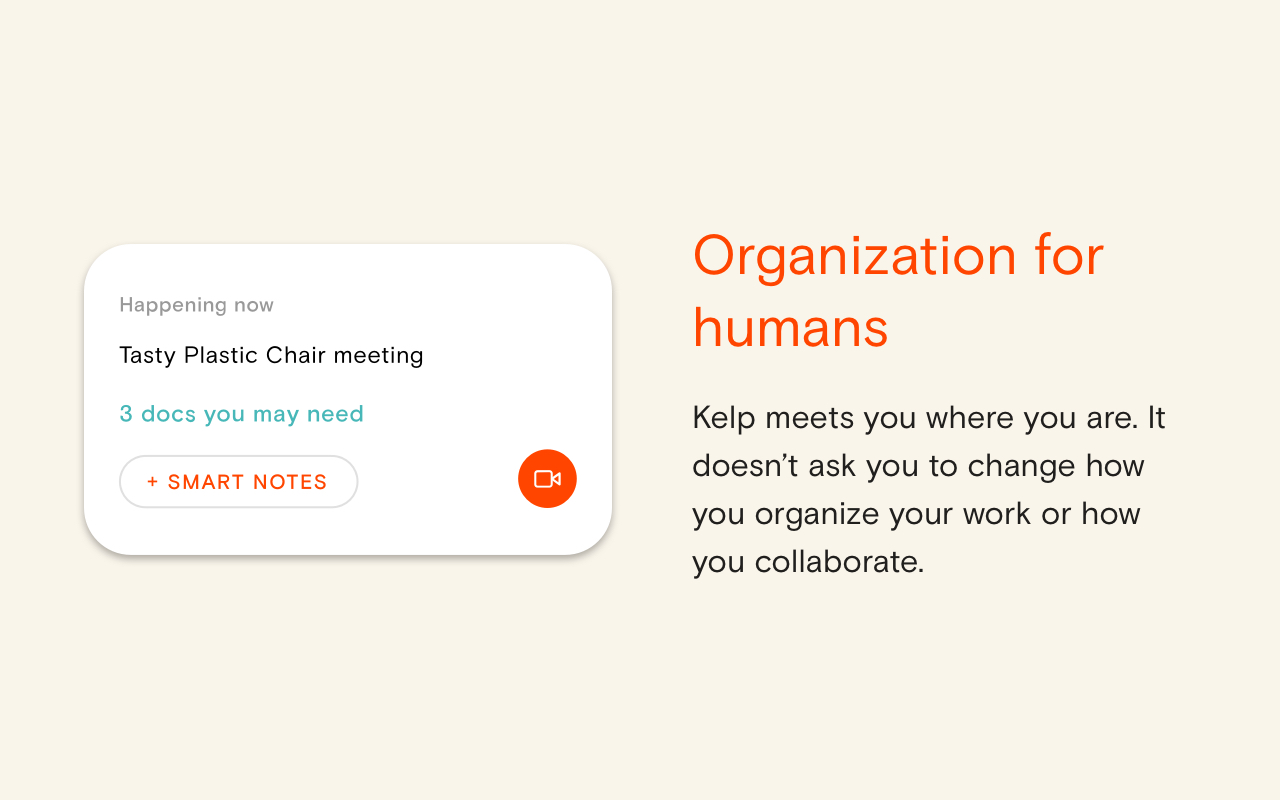 Happening now
Tasty Plastic Chair meeting
3 docs you may need
+ SMART NOTES
Organization for
humans
Kelp meets you where you are. It
doesn’t ask you to change how
you organize your work or how
you collaborate.